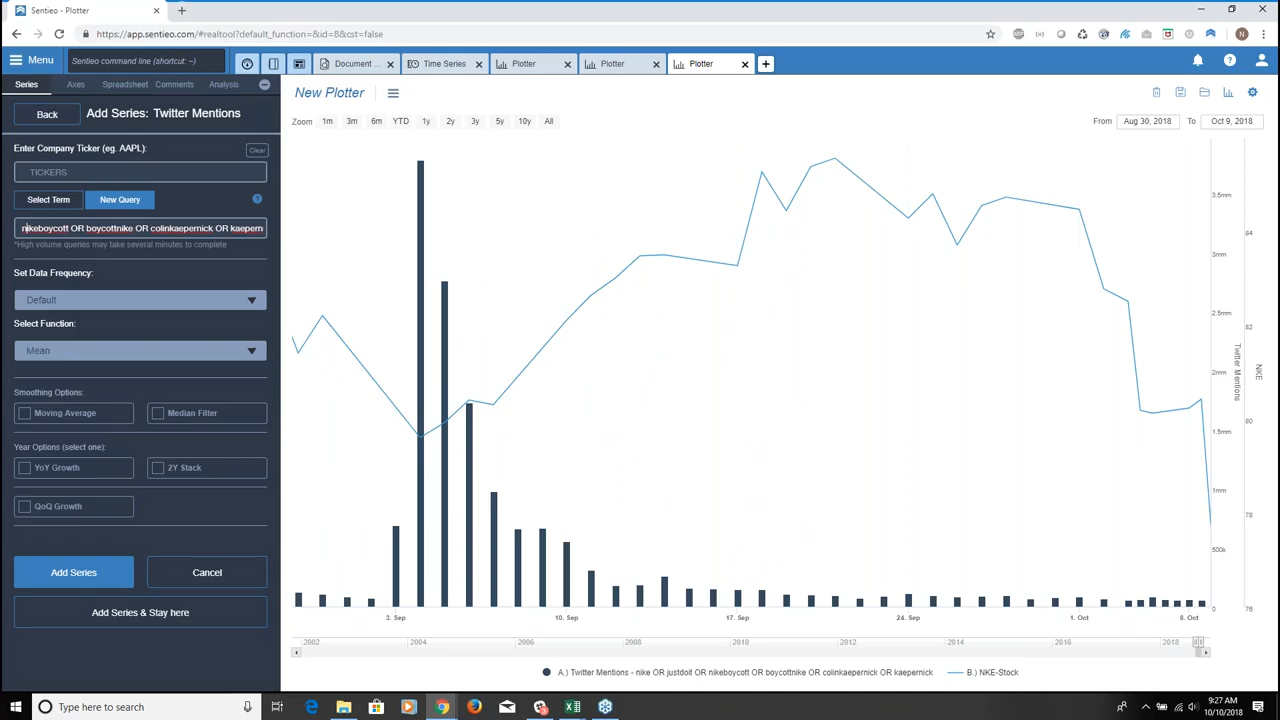 Sentieo - Plotter
https://app.sentieo.com/#realtool?default_function=&id=8&cst=false
N
Menu
Sentieo command line (shortcut: ~)
Document ...
Time Series
Plotter
Plotter
Plotter
Series
Axes
Spreadsheet
Comments
Analysis
Back
Add Series: Twitter Mentions
Enter Company Ticker (eg. AAPL):
Clear
TICKERS
Select Term
New Query
?
nikeboycott OR boycottnike OR colinkaepernick OR kaepern
*High volume queries may take several minutes to complete
Set Data Frequency:
Default
Select Function:
Mean
Smoothing Options:
Moving Average
Median Filter
Year Options (select one):
YoY Growth
2Y Stack
QoQ Growth
Add Series
Cancel
Add Series & Stay here
New Plotter
Zoom 1m 3m 6m YTD 1y 2y 3y 5y 10y All
From Aug 30, 2018 To Oct 9, 2018
3.5mm
3mm
2.5mm
2mm
1.5mm
1mm
500k
0
Twitter Mentions
84
82
80
78
76
NKE
3. Sep
10. Sep
17. Sep
24. Sep
1. Oct
8. Oct
2002
2004
2006
2008
2010
2012
2014
2016
2018
A.) Twitter Mentions - nike OR justdoit OR nikeboycott OR boycottnike OR colinkaepernick OR kaepernick
B.) NKE-Stock
Type here to search
9:27 AM
10/10/2018